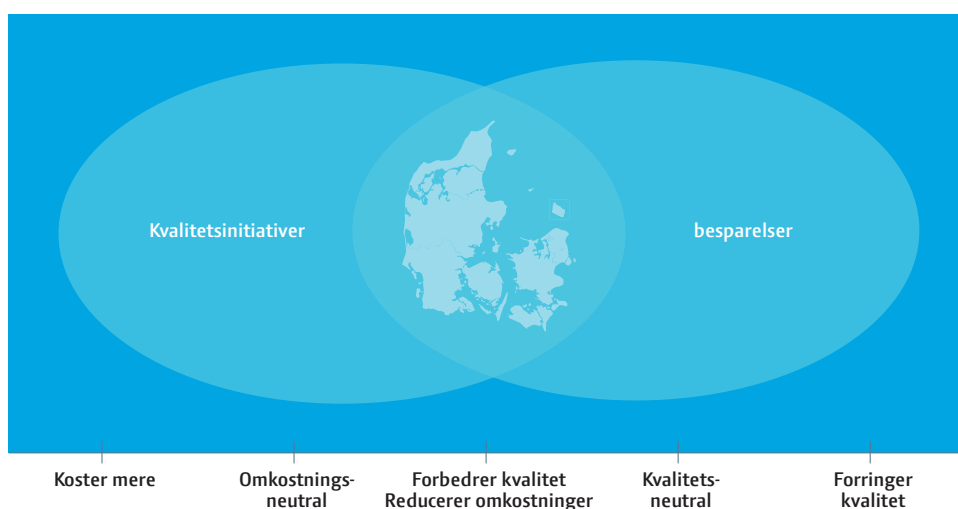 Kvalitetsinitiativer
besparelser
Koster mere
Omkostnings-
neutral
Forbedrer kvalitet
Reducerer omkostninger
Kvalitets-
neutral
Forringer
kvalitet